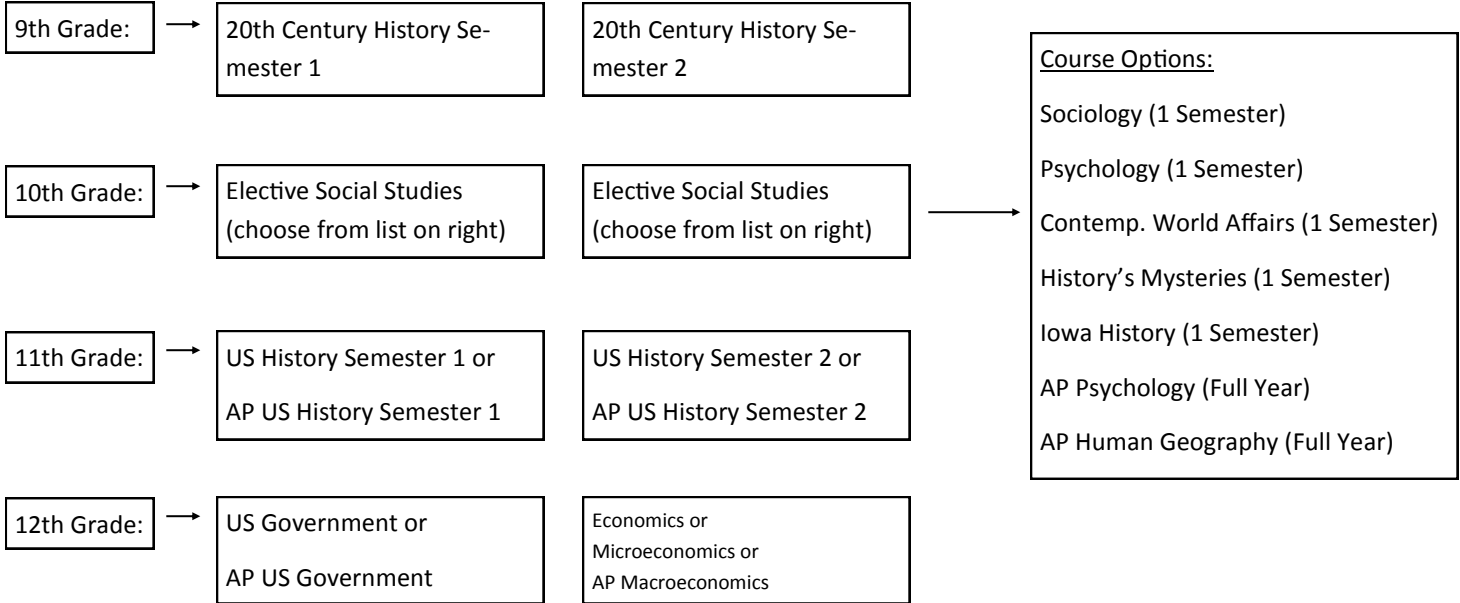 9th Grade:
20th Century History Se-
mester 1
20th Century History Se-
mester 2
10th Grade:
Elective Social Studies
(choose from list on right)
Elective Social Studies
(choose from list on right)
11th Grade:
US History Semester 1 or
AP US History Semester 1
US History Semester 2 or
AP US History Semester 2
12th Grade:
US Government or
AP US Government
Economics or
Microeconomics or
AP Macroeconomics
Course Options:
Sociology (1 Semester)
Psychology (1 Semester)
Contemp. World Affairs (1 Semester)
History’s Mysteries (1 Semester)
Iowa History (1 Semester)
AP Psychology (Full Year)
AP Human Geography (Full Year)